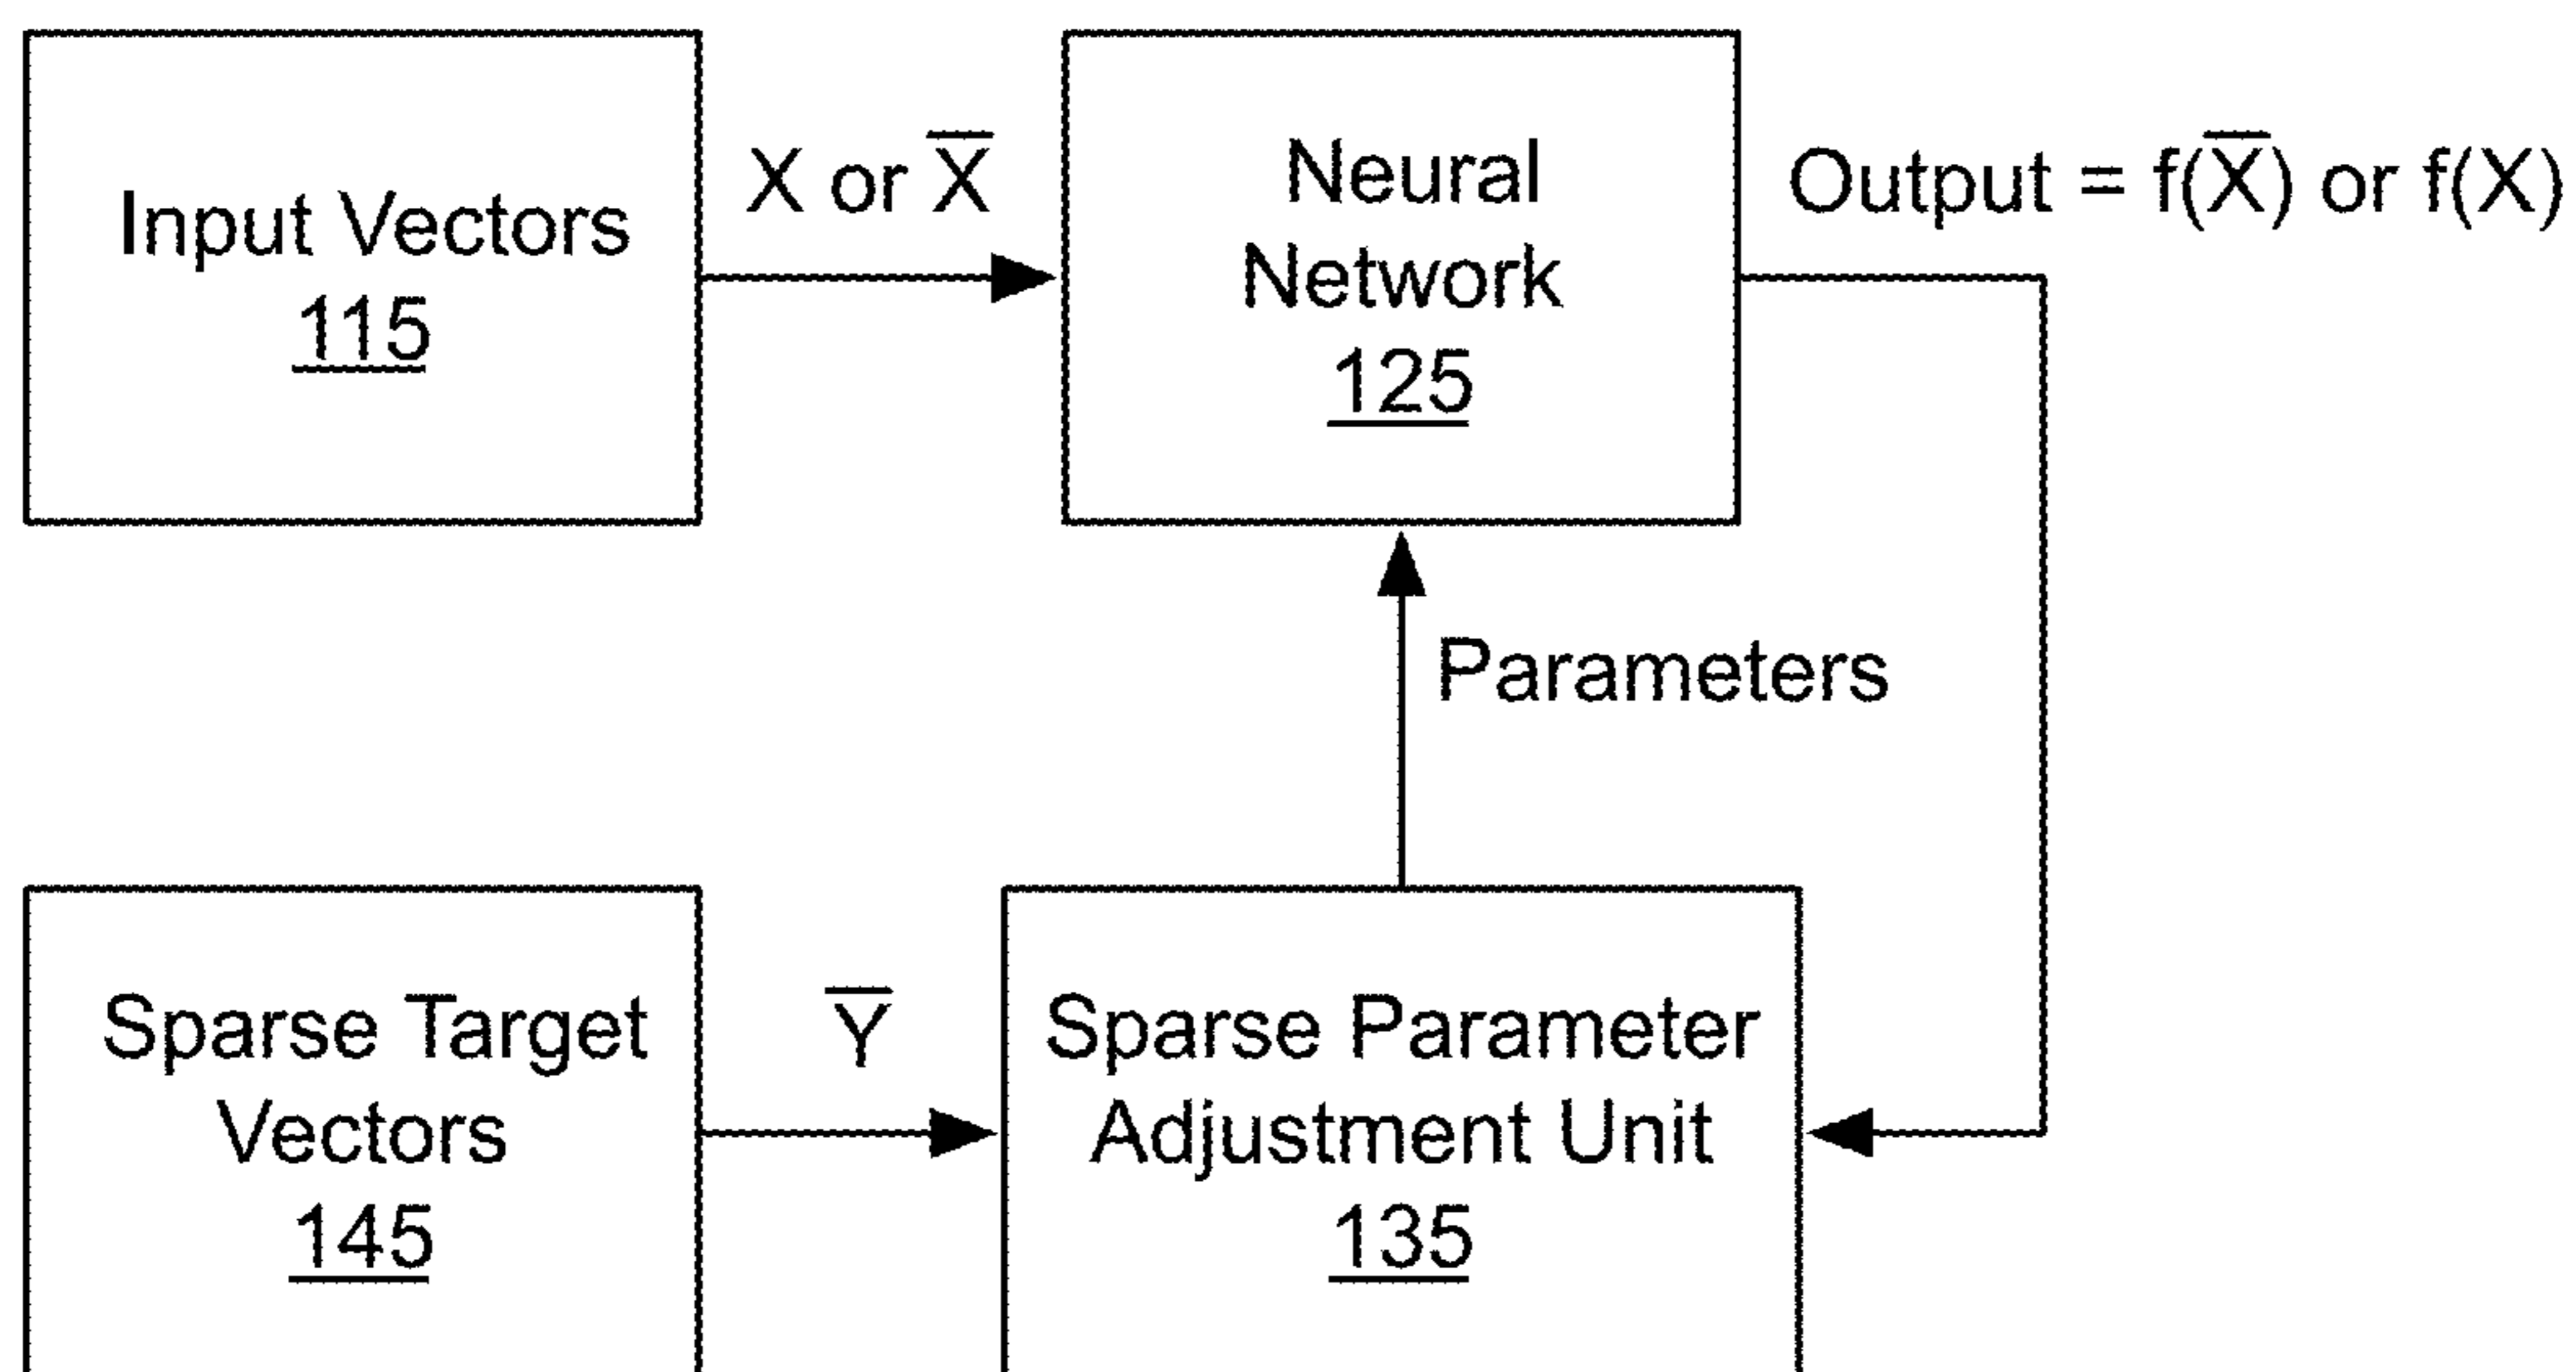 Input Vectors
115
X or X̅
Neural
Network
125
Output = f(X̅) or f(X)
Parameters
Sparse Target
Vectors
145
Y̅
Sparse Parameter
Adjustment Unit
135